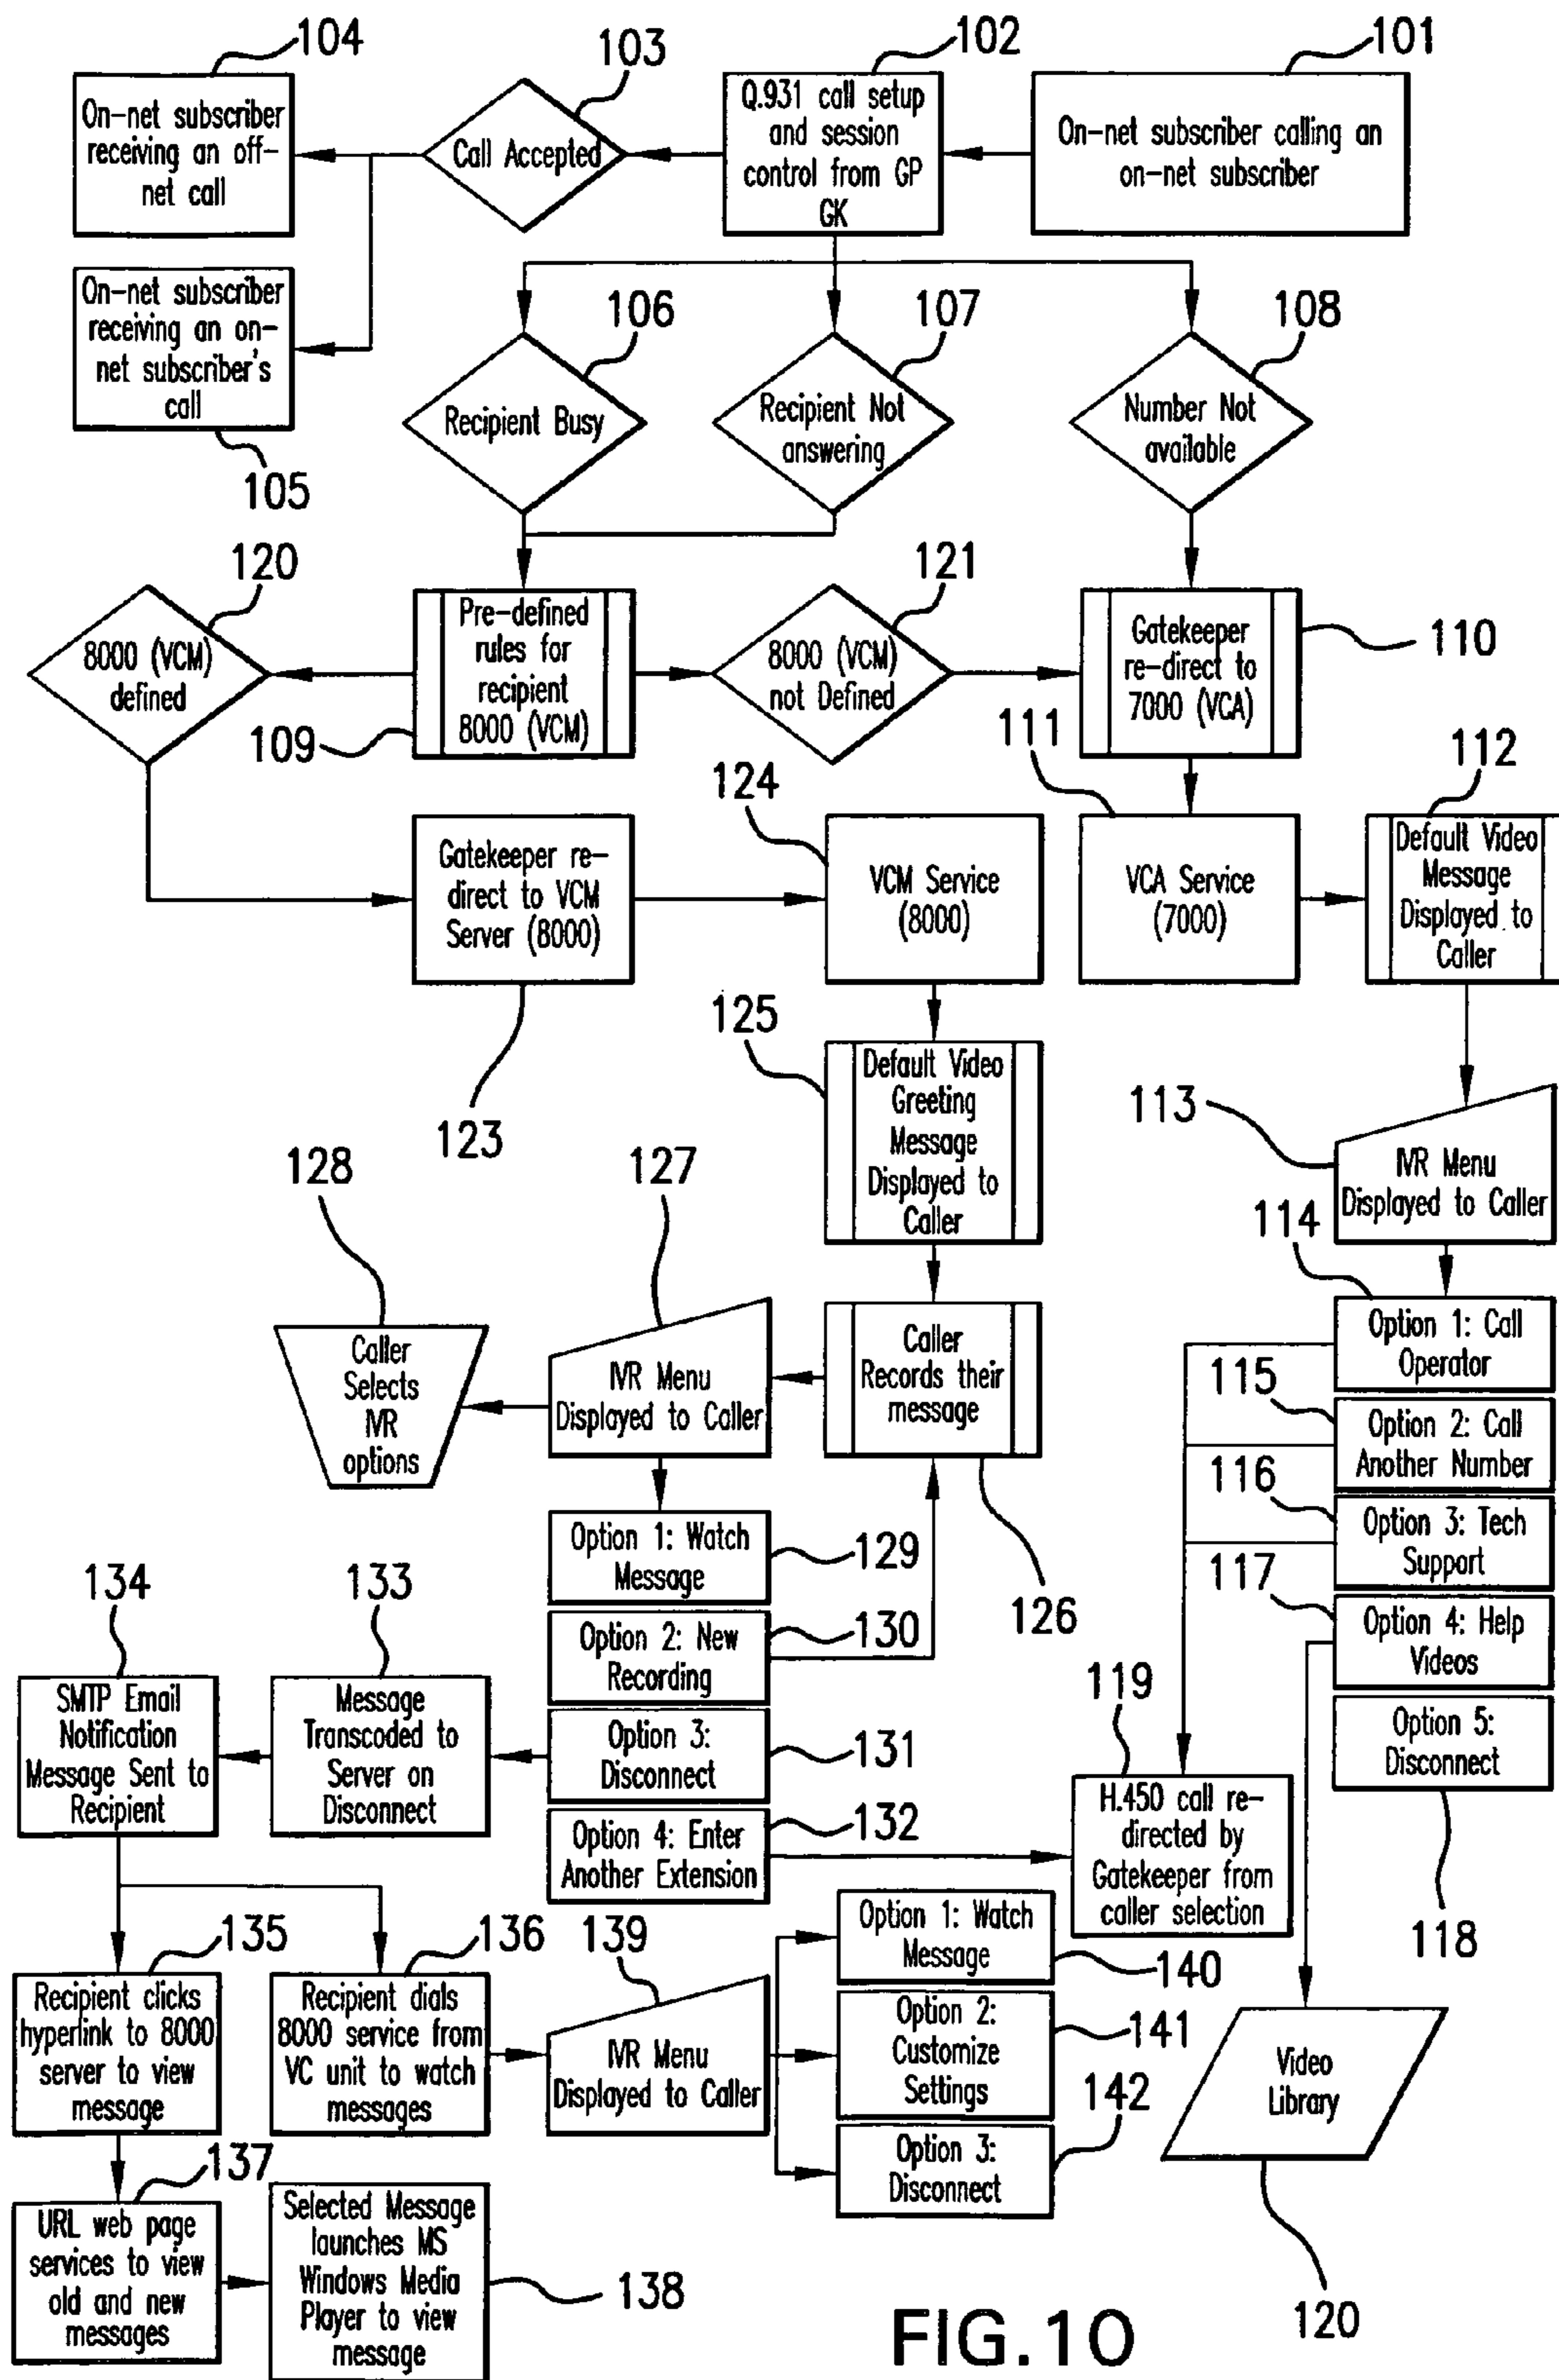 104
103
102
101
On-net subscriber
receiving an off-
net call
Call Accepted
Q.931 call setup
and session
control from GP
GK
On-net subscriber calling an
on-net subscriber
On-net subscriber
receiving an on-
net subscriber's
call
105
106
107
108
Recipient Busy
Recipient Not
answering
Number Not
available
120
121
8000 (VCM)
defined
Pre-defined
rules for
recipient
8000 (VCM)
109
8000 (VCM)
not Defined
Gatekeeper
re-direct to
7000 (VCA)
110
111
112
124
Gatekeeper re-
direct to VCM
Server (8000)
123
VCM Service
(8000)
VCA Service
(7000)
Default Video
Message
Displayed to
Caller
125
Default Video
Greeting
Message
Displayed to
Caller
113
IVR Menu
Displayed to Caller
128
127
114
Caller
Selects
IVR
options
IVR Menu
Displayed to Caller
Caller
Records their
message
126
Option 1: Call
Operator
115
Option 2: Call
Another Number
116
Option 3: Tech
Support
117
Option 4: Help
Videos
Option 5:
Disconnect
118
Option 1: Watch
Message
129
Option 2: New
Recording
130
Option 3:
Disconnect
131
Option 4: Enter
Another Extension
132
134
133
SMTP Email
Notification
Message Sent to
Recipient
Message
Transcoded to
Server on
Disconnect
119
H.450 call re-
directed by
Gatekeeper from
caller selection
135
136
139
Recipient clicks
hyperlink to 8000
server to view
message
Recipient dials
8000 service from
VC unit to watch
messages
IVR Menu
Displayed to Caller
Option 1: Watch
Message
140
Option 2:
Customize
Settings
141
142
Option 3:
Disconnect
Video
Library
120
137
URL web page
services to view
old and new
messages
Selected Message
launches MS
Windows Media
Player to view
message
138
FIG.10